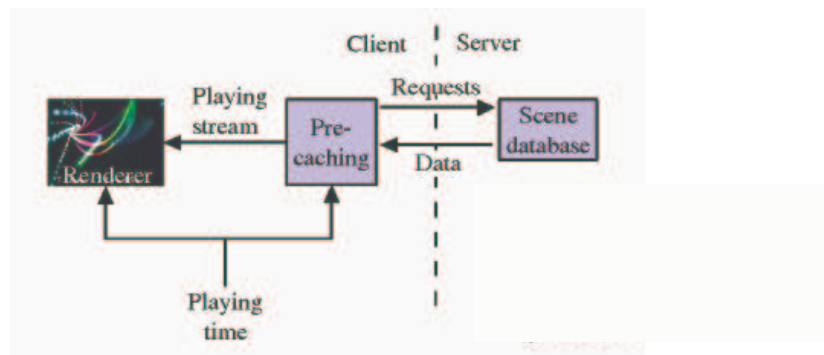 Client Server
Requests
Playing
stream
Pre-
caching
Scene
database
Renderer
Data
Playing
time